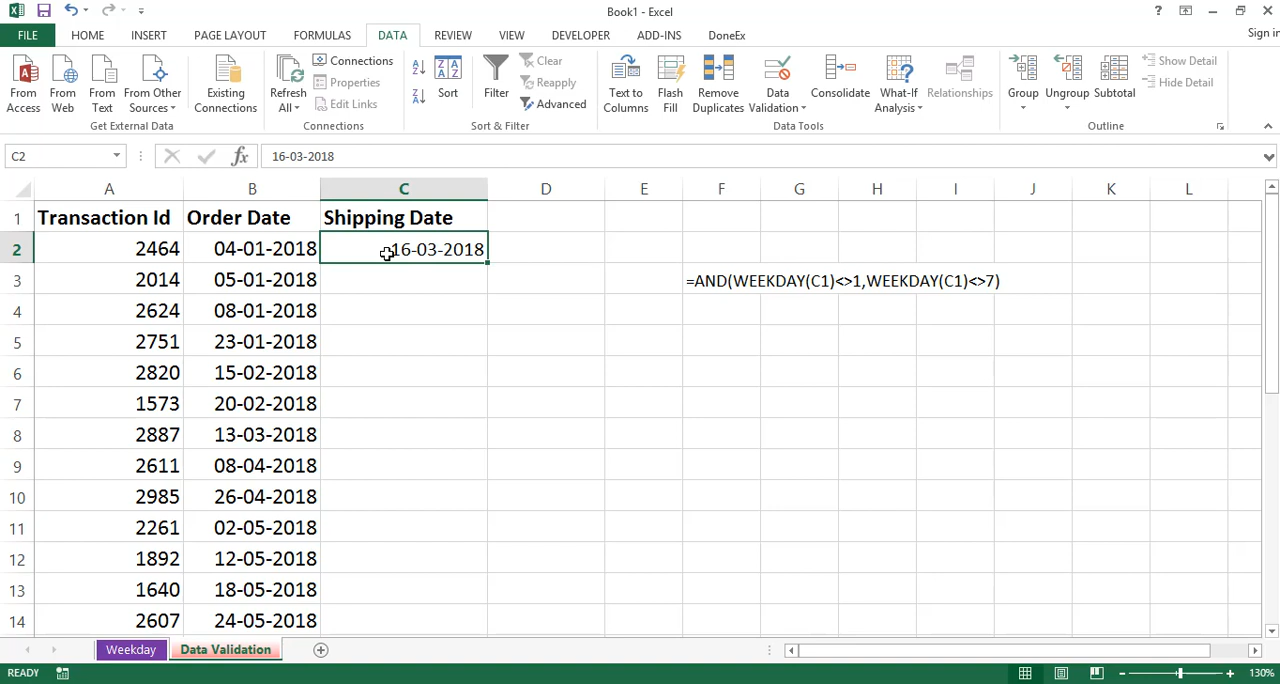 Book1 - Excel
Sign in
FILE HOME INSERT PAGE LAYOUT FORMULAS DATA REVIEW VIEW DEVELOPER ADD-INS DoneEx
From Access
From Web
From Text
From Other Sources
Existing Connections
Refresh All
Connections
Properties
Edit Links
Sort
Filter
Clear
Reapply
Advanced
Text to Columns
Flash Fill
Remove Duplicates
Data Validation
Consolidate
What-If Analysis
Relationships
Group
Ungroup
Subtotal
Show Detail
Hide Detail
Get External Data Connections Sort & Filter Data Tools Outline
C2 fx 16-03-2018
A B C D E F G H I J K L
1 Transaction Id Order Date Shipping Date
2 2464 04-01-2018 16-03-2018
3 2014 05-01-2018 =AND(WEEKDAY(C1)<>1,WEEKDAY(C1)<>7)
4 2624 08-01-2018
5 2751 23-01-2018
6 2820 15-02-2018
7 1573 20-02-2018
8 2887 13-03-2018
9 2611 08-04-2018
10 2985 26-04-2018
11 2261 02-05-2018
12 1892 12-05-2018
13 1640 18-05-2018
14 2607 24-05-2018
Weekday Data Validation
READY 130%